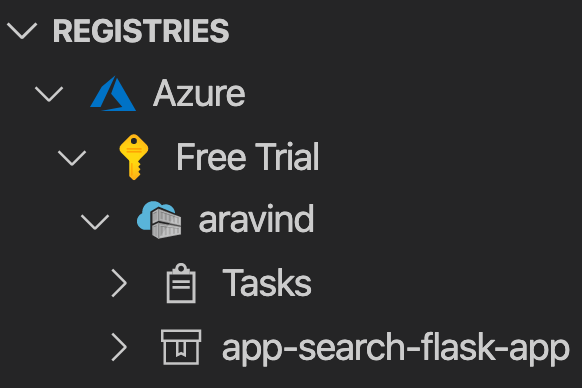 REGISTRIES
Azure
Free Trial
aravind
Tasks
app-search-flask-app